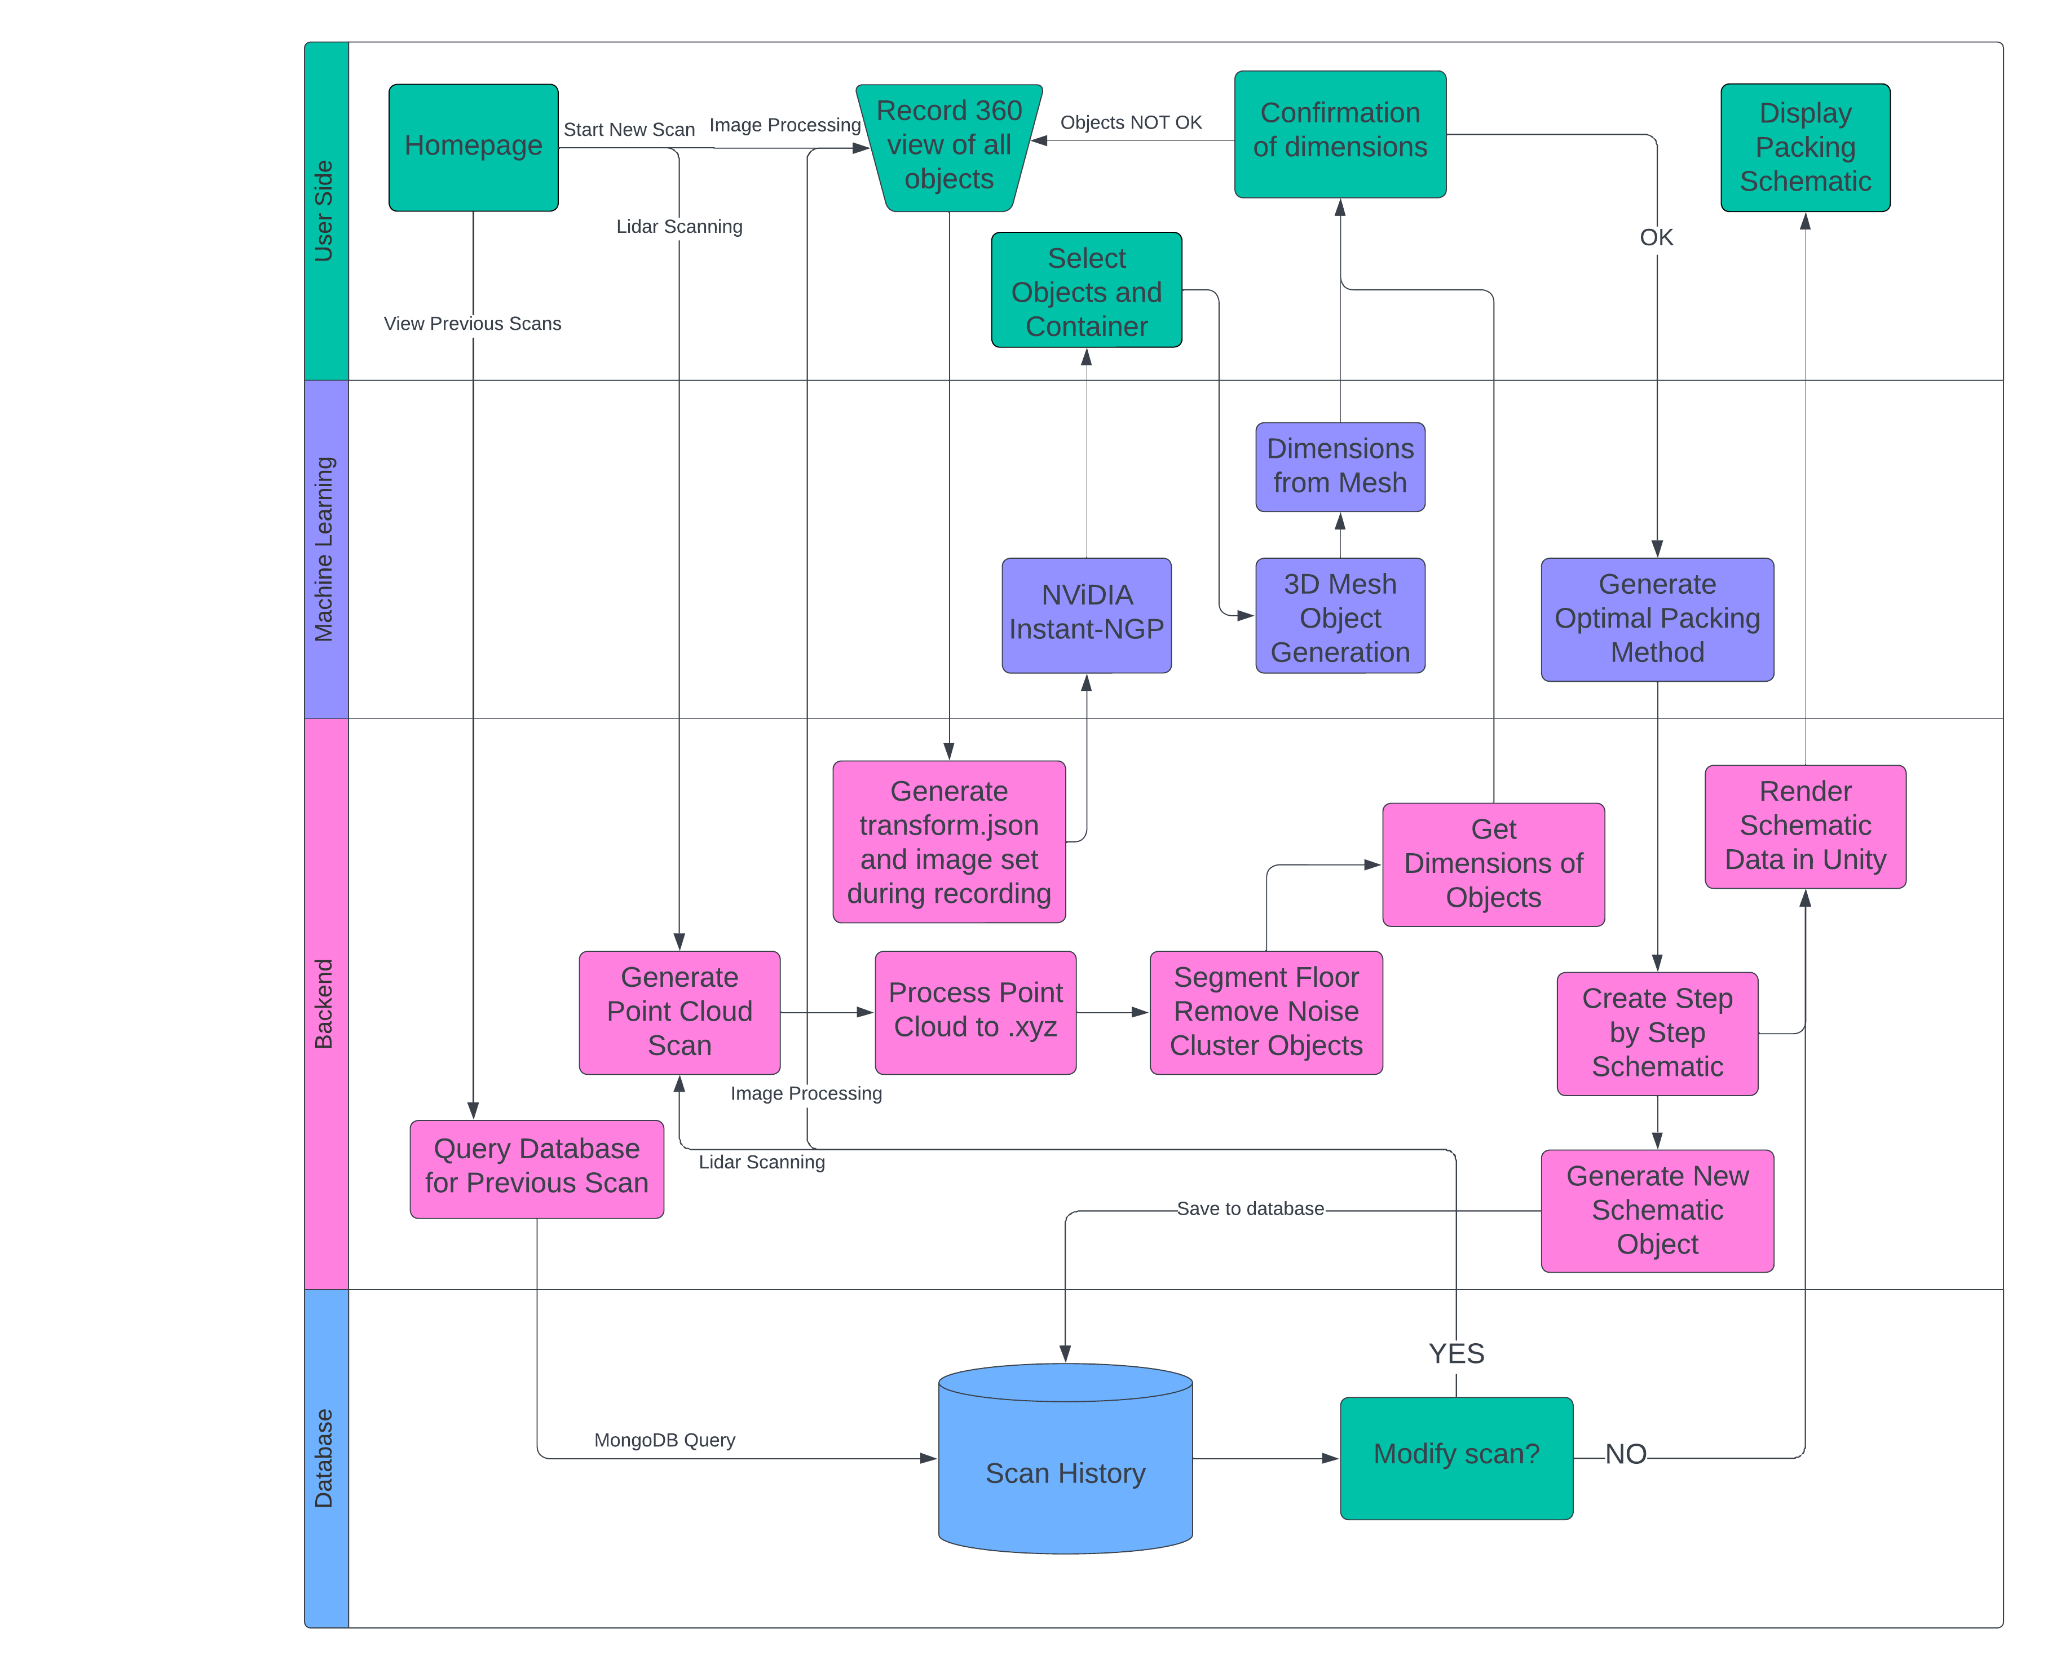 User Side
Homepage
Start New Scan
Image Processing
Record 360
view of all
objects
Objects NOT OK
Confirmation
of dimensions
Display
Packing
Schematic
Lidar Scanning
OK
Select
Objects and
Container
View Previous Scans
Machine Learning
Dimensions
from Mesh
NViDIA
Instant-NGP
3D Mesh
Object
Generation
Generate
Optimal Packing
Method
Backend
Generate
transform.json
and image set
during recording
Get
Dimensions of
Objects
Render
Schematic
Data in Unity
Generate
Point Cloud
Scan
Process Point
Cloud to .xyz
Segment Floor
Remove Noise
Cluster Objects
Create Step
by Step
Schematic
Image Processing
Lidar Scanning
Query Database
for Previous Scan
Save to database
Generate New
Schematic
Object
Database
YES
MongoDB Query
Scan History
Modify scan?
NO